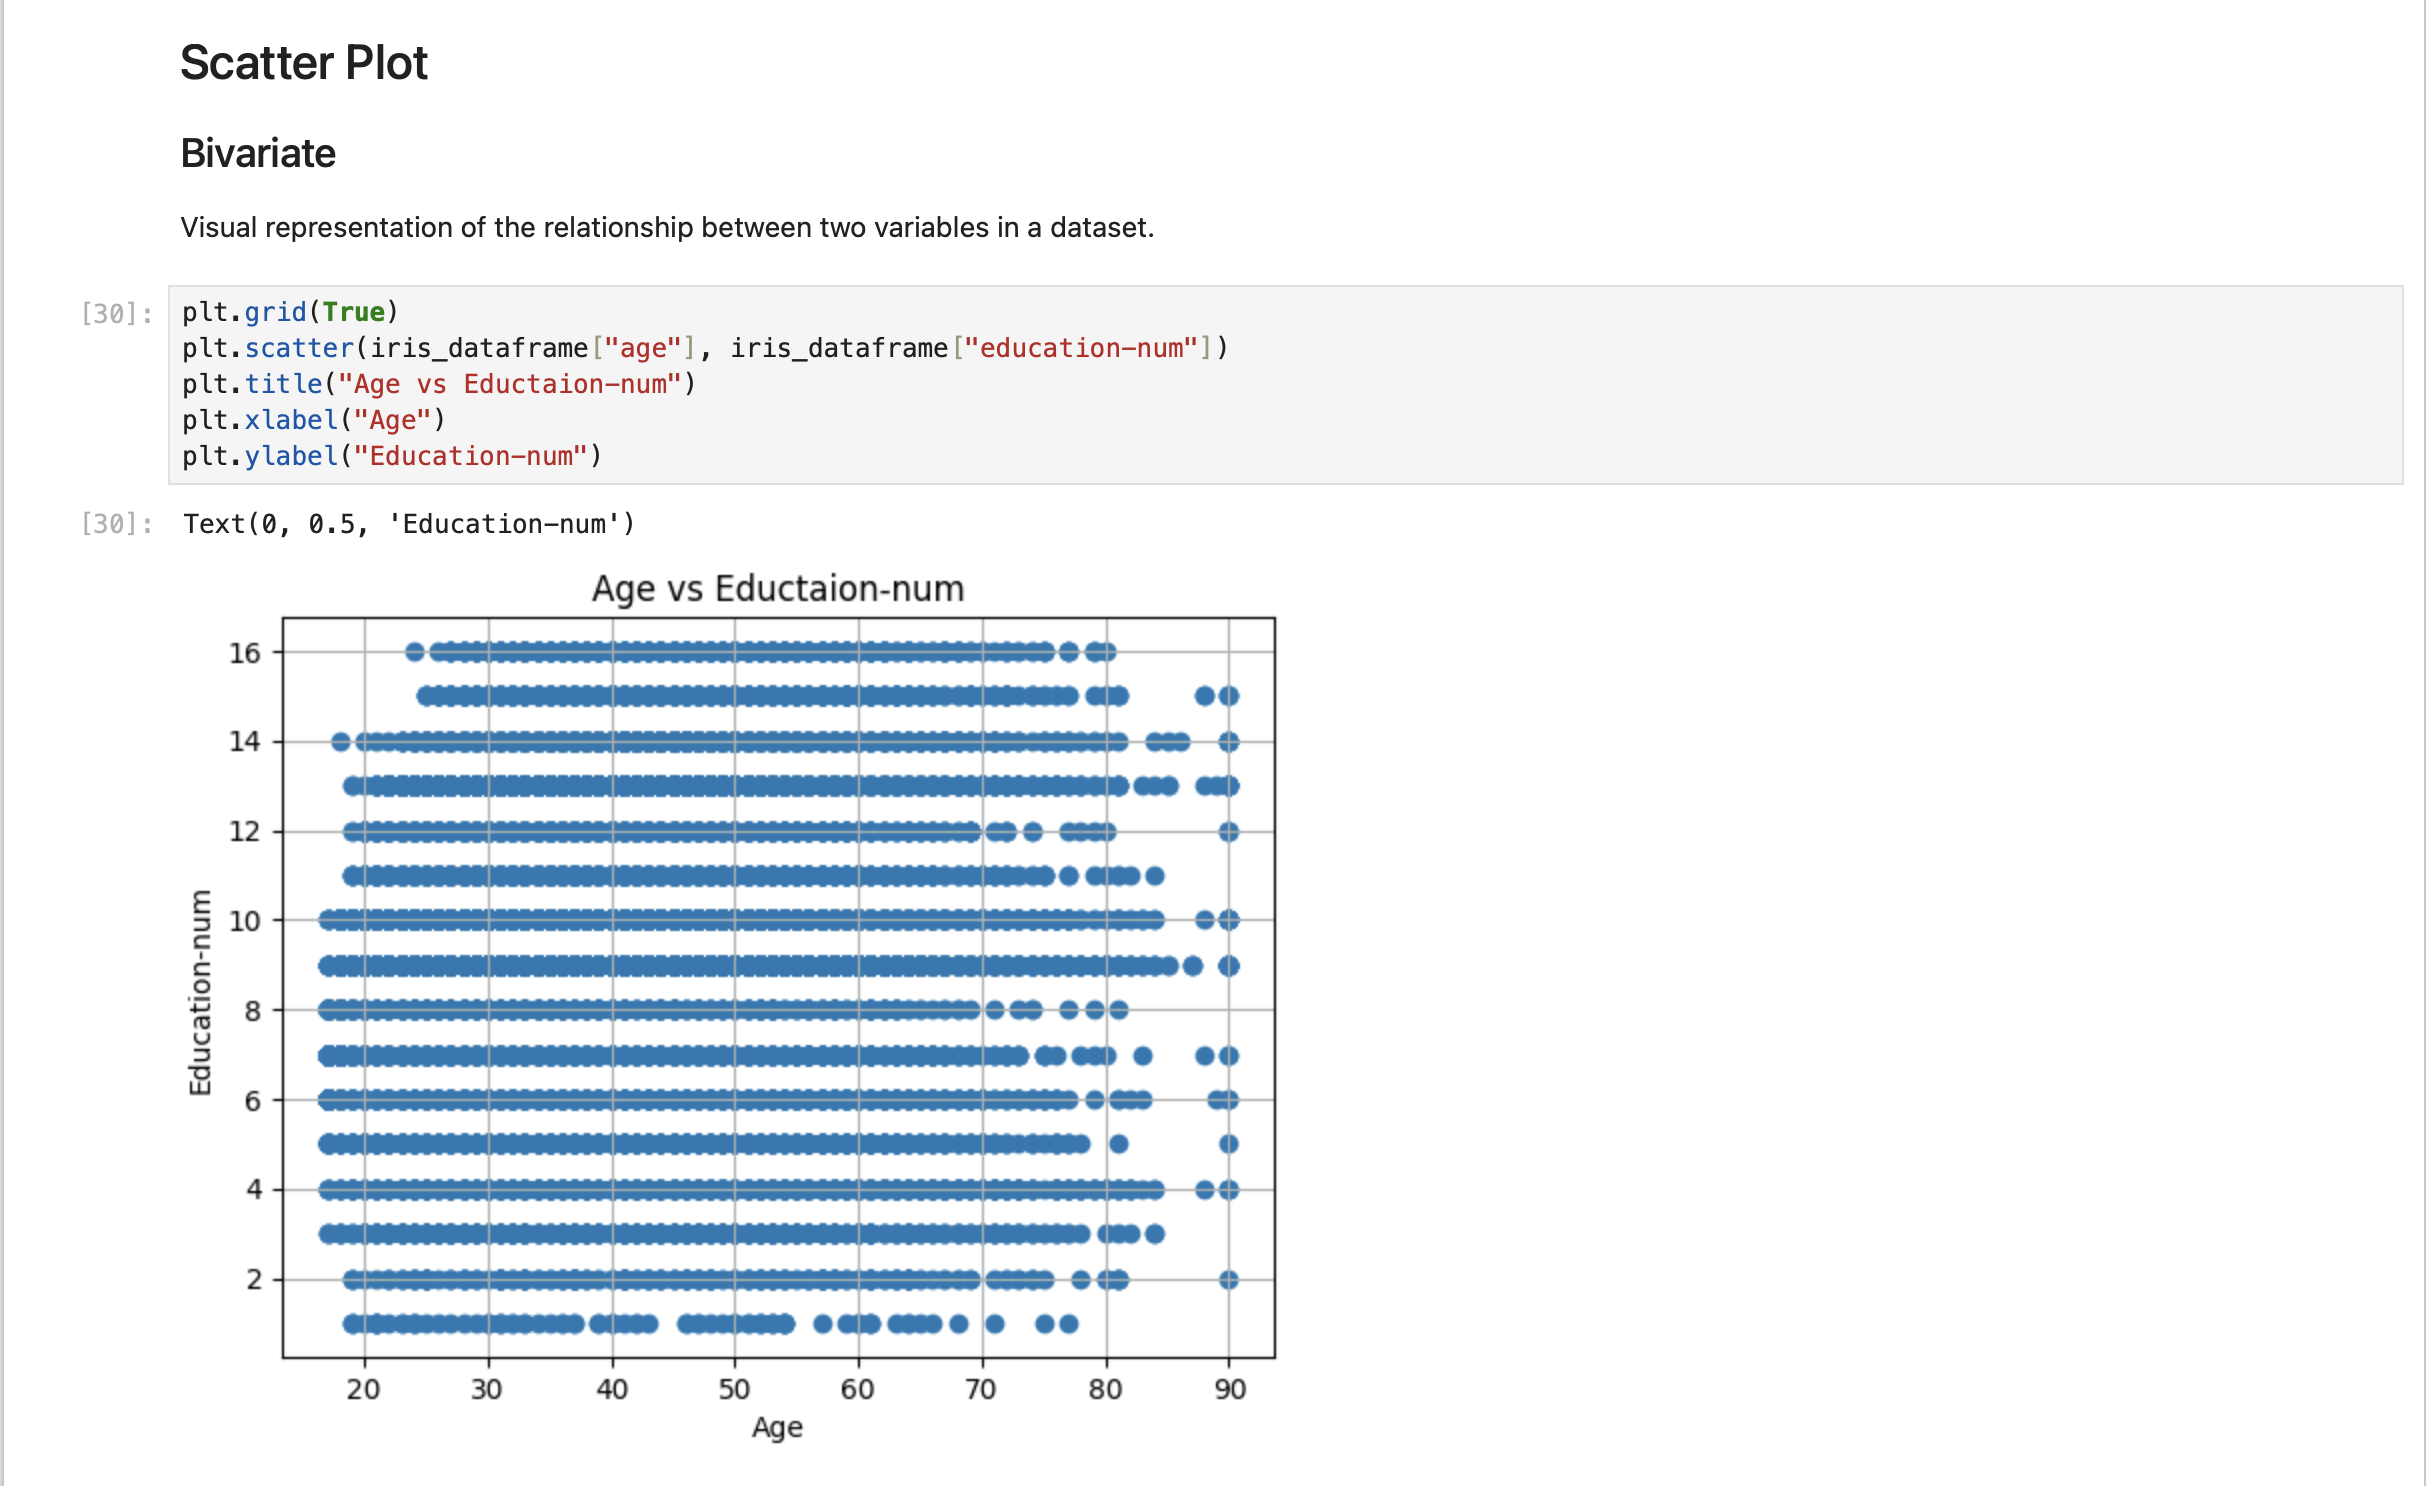 Scatter Plot
Bivariate
Visual representation of the relationship between two variables in a dataset.
[30]:
plt.grid(True)
plt.scatter(iris_dataframe["age"], iris_dataframe["education-num"])
plt.title("Age vs Eductaion-num")
plt.xlabel("Age")
plt.ylabel("Education-num")
[30]: Text(0, 0.5, 'Education-num')
Age vs Eductaion-num
Education-num
16
14
12
10
8
6
4
2
20 30 40 50 60 70 80 90
Age